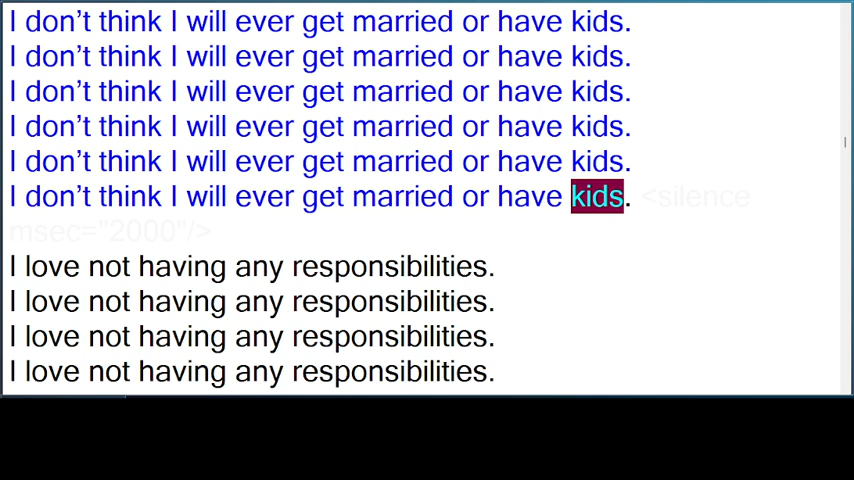 I don’t think I will ever get married or have kids.
I don’t think I will ever get married or have kids.
I don’t think I will ever get married or have kids.
I don’t think I will ever get married or have kids.
I don’t think I will ever get married or have kids.
I don’t think I will ever get married or have kids. <silence
msec="2000"/>
I love not having any responsibilities.
I love not having any responsibilities.
I love not having any responsibilities.
I love not having any responsibilities.